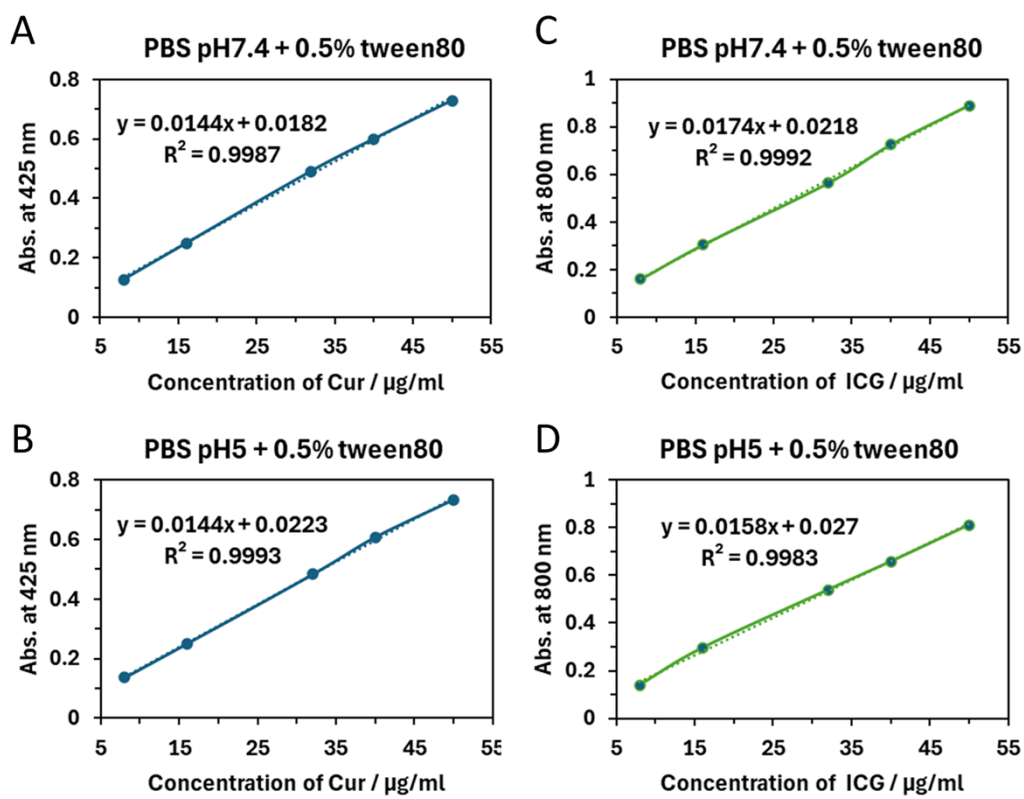 A
PBS pH7.4 + 0.5% tween80
0.8
0.6
0.4
0.2
0
Abs. at 425 nm
y = 0.0144x + 0.0182
R² = 0.9987
5 15 25 35 45 55
Concentration of Cur / µg/ml
C
PBS pH7.4 + 0.5% tween80
1
0.8
0.6
0.4
0.2
0
Abs. at 800 nm
y = 0.0174x + 0.0218
R² = 0.9992
5 15 25 35 45 55
Concentration of ICG / µg/ml
B
PBS pH5 + 0.5% tween80
0.8
0.6
0.4
0.2
0
Abs. at 425 nm
y = 0.0144x + 0.0223
R² = 0.9993
5 15 25 35 45 55
Concentration of Cur / µg/ml
D
PBS pH5 + 0.5% tween80
1
0.8
0.6
0.4
0.2
0
Abs. at 800 nm
y = 0.0158x + 0.027
R² = 0.9983
5 15 25 35 45 55
Concentration of ICG / µg/ml